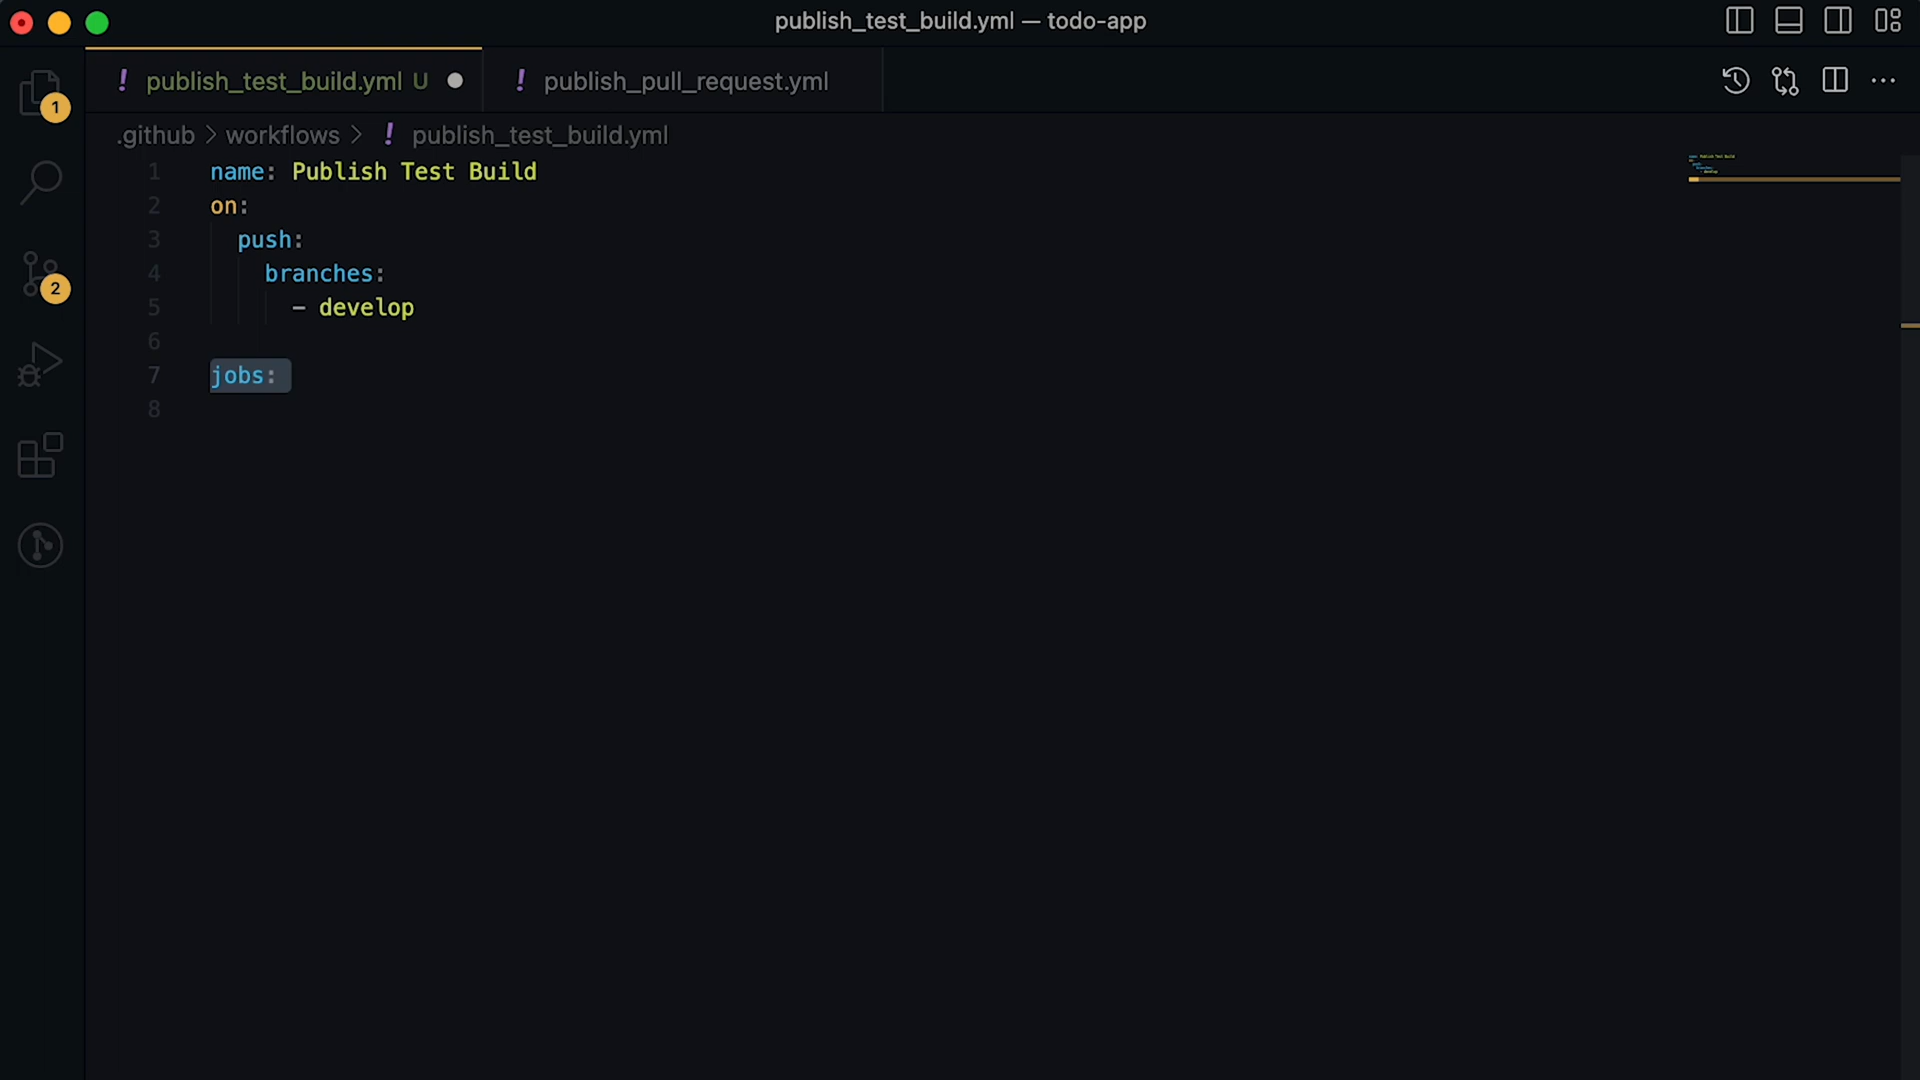 publish_test_build.yml — todo-app
! publish_test_build.yml U
! publish_pull_request.yml
.github > workflows > ! publish_test_build.yml
1 name: Publish Test Build
2 on:
3 push:
4 branches:
5 - develop
6
7 jobs:
8
1
2